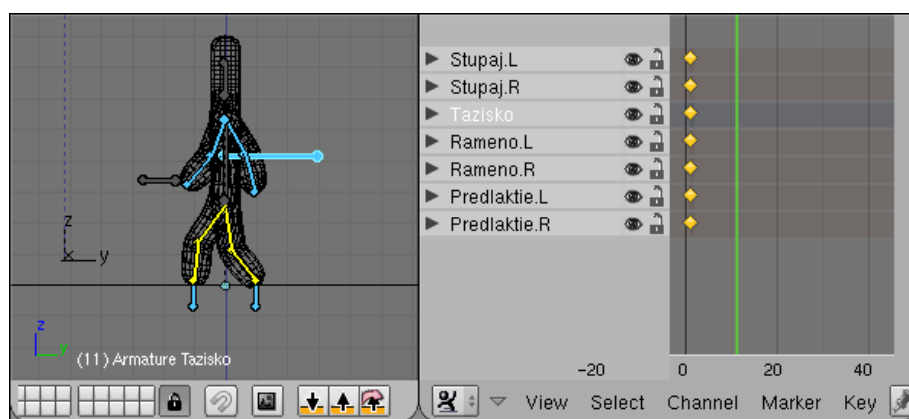 z
y
z
y
(11) Armature Tazisko
Stupaj.L
Stupaj.R
Tazisko
Rameno.L
Rameno.R
Predlaktie.L
Predlaktie.R
-20 0 20 40
View Select Channel Marker Key